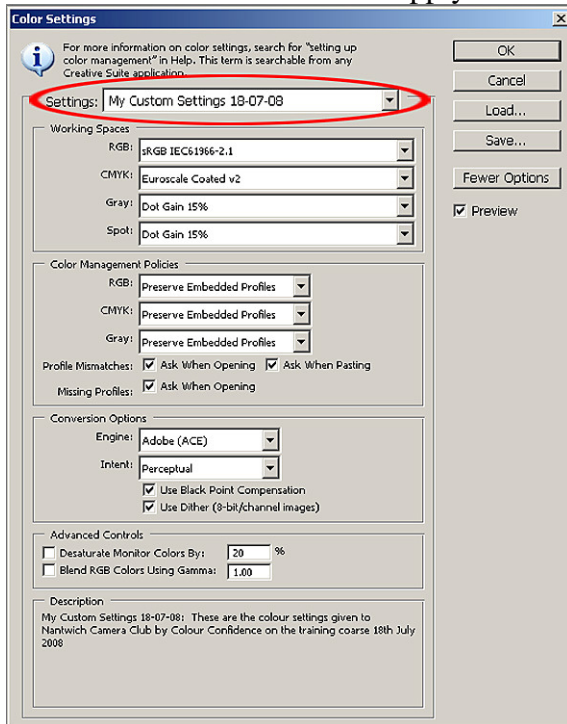 apply
Color Settings
For more information on color settings, search for "setting up
color management" in Help. This term is searchable from any
Creative Suite application.
Settings: My Custom Settings 18-07-08
Working Spaces
RGB: sRGB IEC61966-2.1
CMYK: Euroscale Coated v2
Gray: Dot Gain 15%
Spot: Dot Gain 15%
Color Management Policies
RGB: Preserve Embedded Profiles
CMYK: Preserve Embedded Profiles
Gray: Preserve Embedded Profiles
Profile Mismatches: Ask When Opening Ask When Pasting
Missing Profiles: Ask When Opening
Conversion Options
Engine: Adobe (ACE)
Intent: Perceptual
Use Black Point Compensation
Use Dither (8-bit/channel images)
Advanced Controls
Desaturate Monitor Colors By: 20 %
Blend RGB Colors Using Gamma: 1.00
Description
My Custom Settings 18-07-08: These are the colour settings given to
Nantwich Camera Club by Colour Confidence on the training coarse 18th July
2008
OK
Cancel
Load...
Save...
Fewer Options
Preview